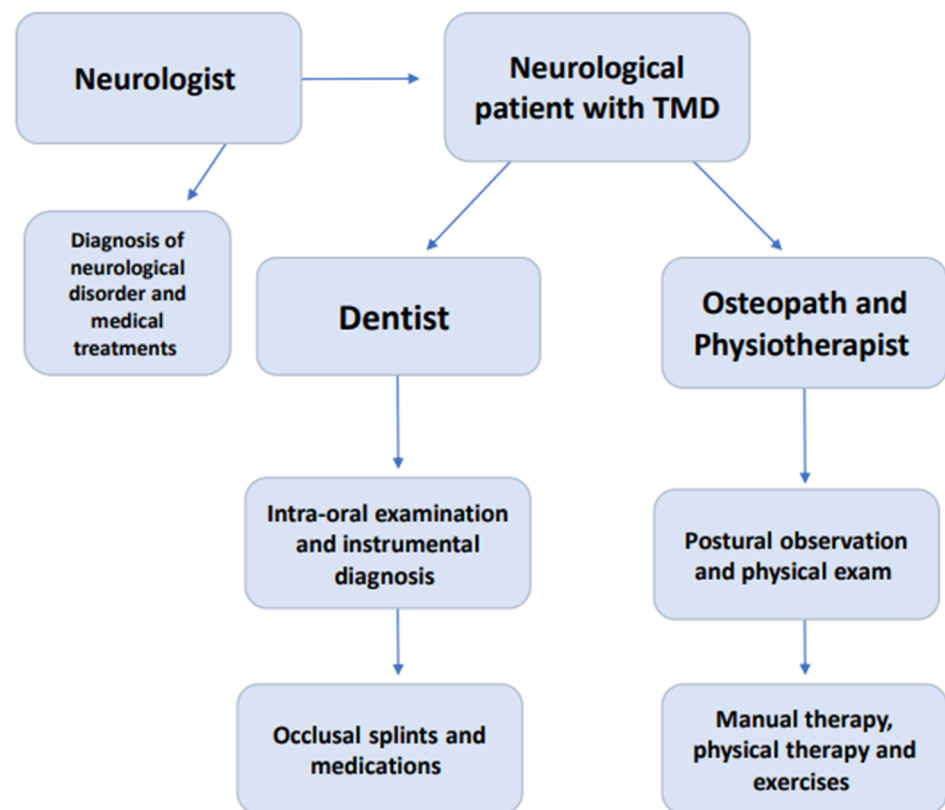 Neurologist
Neurological
patient with TMD
Diagnosis of
neurological
disorder and
medical
treatments
Dentist
Osteopath and
Physiotherapist
Intra-oral examination
and instrumental
diagnosis
Postural observation
and physical exam
Occlusal splints and
medications
Manual therapy,
physical therapy and
exercises